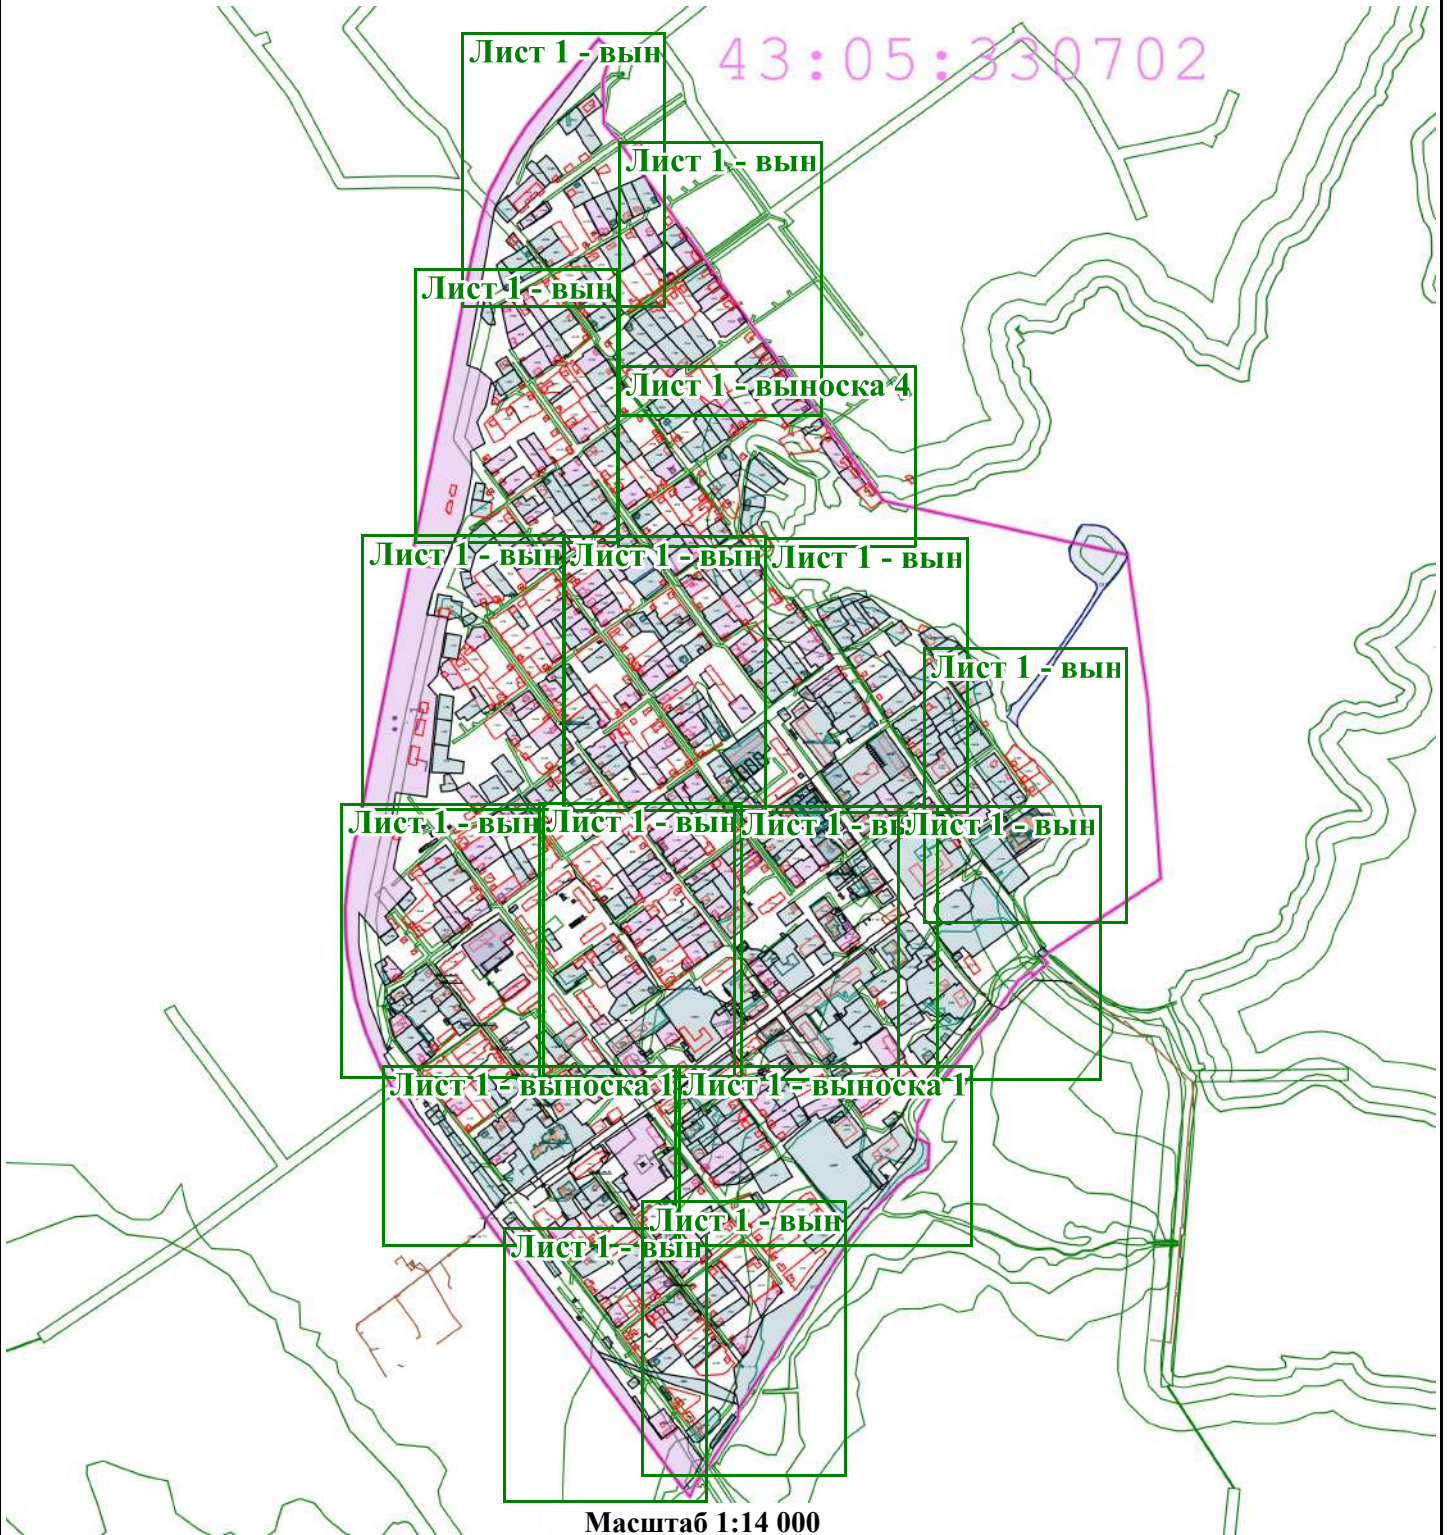 Лист 1 - вын
43:05:330702
Лист 1 - вын
Лист 1 - вын
Лист 1 - выноска 4
Лист 1 - вын
Лист 1 - вын
Лист 1 - вын
Лист 1 - вын
Лист 1 - вын
Лист 1 - вын
Лист 1 - вы
Лист 1 - вын
Лист 1 - выноска 1
Лист 1 - выноска 1
Лист 1 - вын
Лист 1 - вын
Масштаб 1:14 000